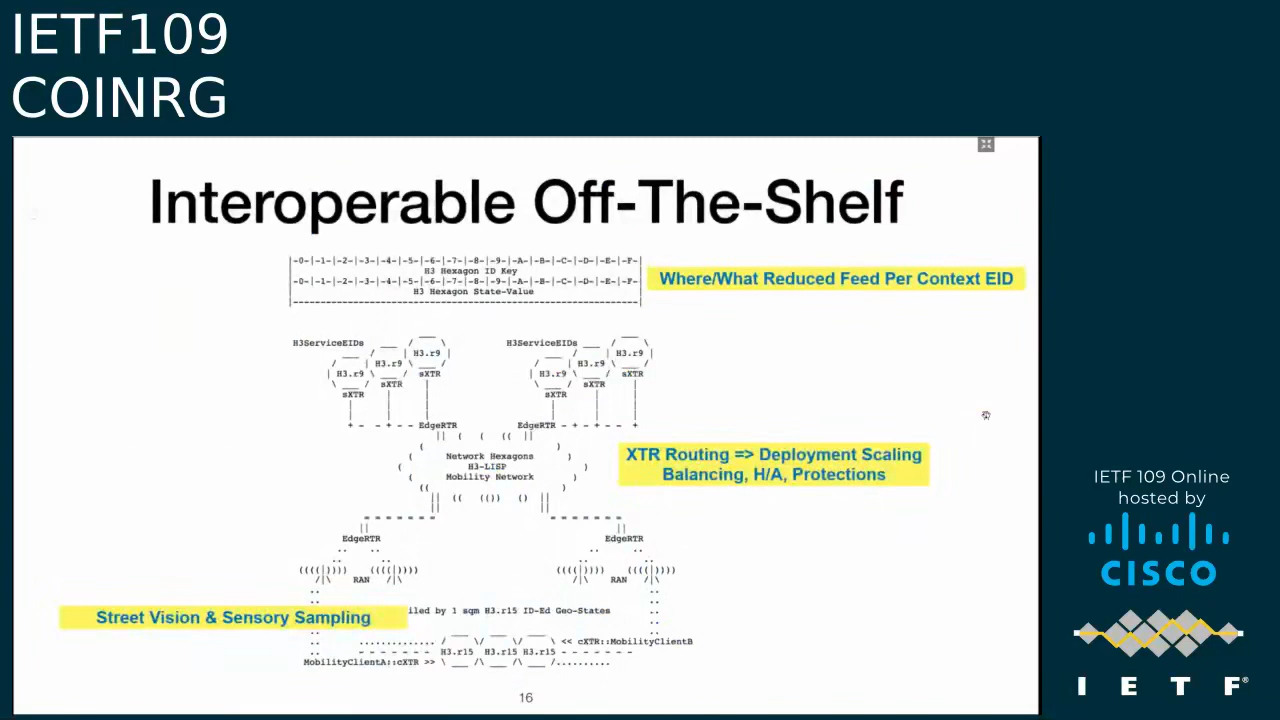 IETF109
COINRG
Interoperable Off-The-Shelf
|-0-|-1-|-2-|-3-|-4-|-5-|-6-|-7-|-8-|-9-|-A-|-B-|-C-|-D-|-E-|-F-|
H3 Hexagon ID Key
|-0-|-1-|-2-|-3-|-4-|-5-|-6-|-7-|-8-|-9-|-A-|-B-|-C-|-D-|-E-|-F-|
H3 Hexagon State-Value
Where/What Reduced Feed Per Context EID
H3ServiceEIDs
H3.r9
H3.r9
H3.r9
sXTR
sXTR
sXTR
H3ServiceEIDs
H3.r9
H3.r9
H3.r9
sXTR
sXTR
sXTR
EdgeRTR
EdgeRTR
Network Hexagons
H3-LISP
Mobility Network
XTR Routing => Deployment Scaling
Balancing, H/A, Protections
EdgeRTR
EdgeRTR
((((|)))) ((((|))))
/|\ RAN /|\
((((|)))) ((((|))))
/|\ RAN /|\
Street Vision & Sensory Sampling
iled by 1 sqm H3.r15 ID-Ed Geo-States
<< cXTR::MobilityClientB
H3.r15 H3.r15 H3.r15
MobilityClientA::cXTR >>
16
IETF 109 Online
hosted by
CISCO
I E T F®